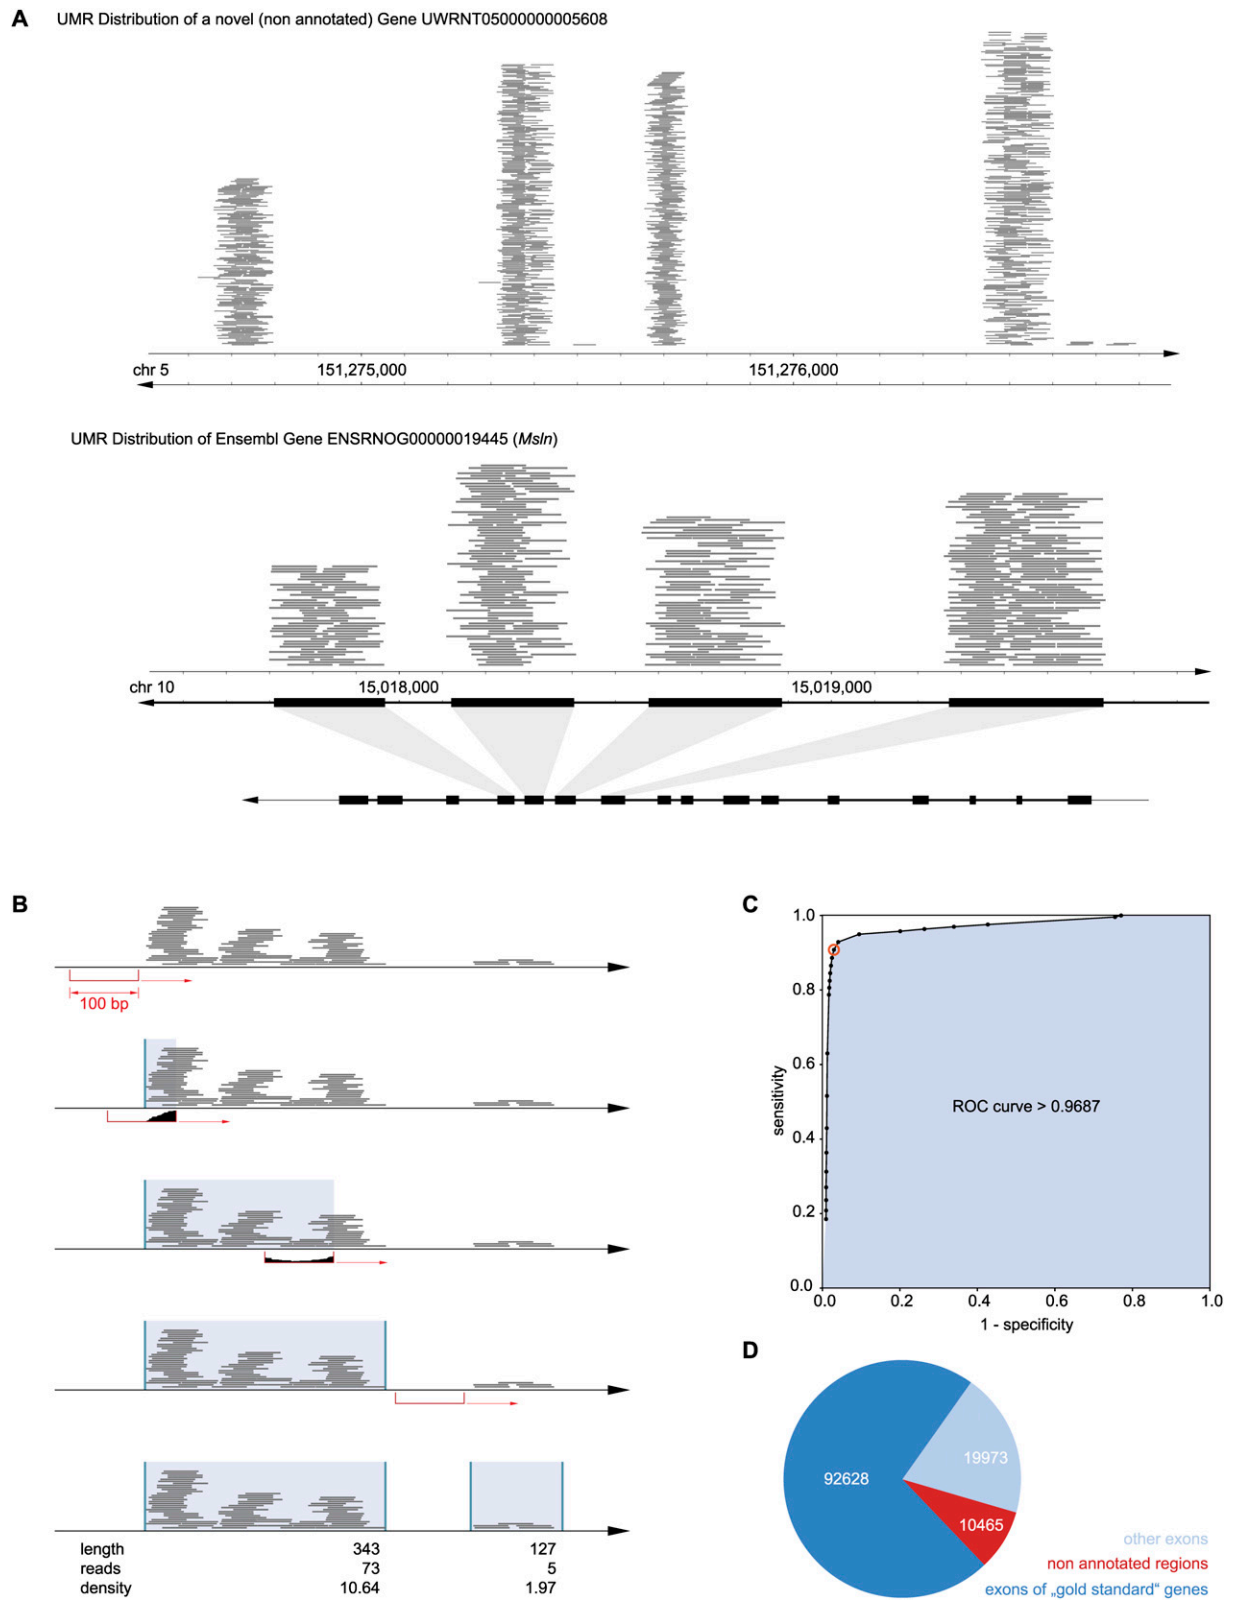 A
UMR Distribution of a novel (non annotated) Gene UWRNT05000000005608
chr 5
151,275,000
151,276,000
UMR Distribution of Ensembl Gene ENSRNOG00000019445 (Msln)
chr 10
15,018,000
15,019,000
B
100 bp
length 343 127
reads 73 5
density 10.64 1.97
C
1.0
0.8
0.6
0.4
0.2
0.0
sensitivity
ROC curve > 0.9687
0.0 0.2 0.4 0.6 0.8 1.0
1 - specificity
D
19973
92628
10465
other exons
non annotated regions
exons of „gold standard“ genes